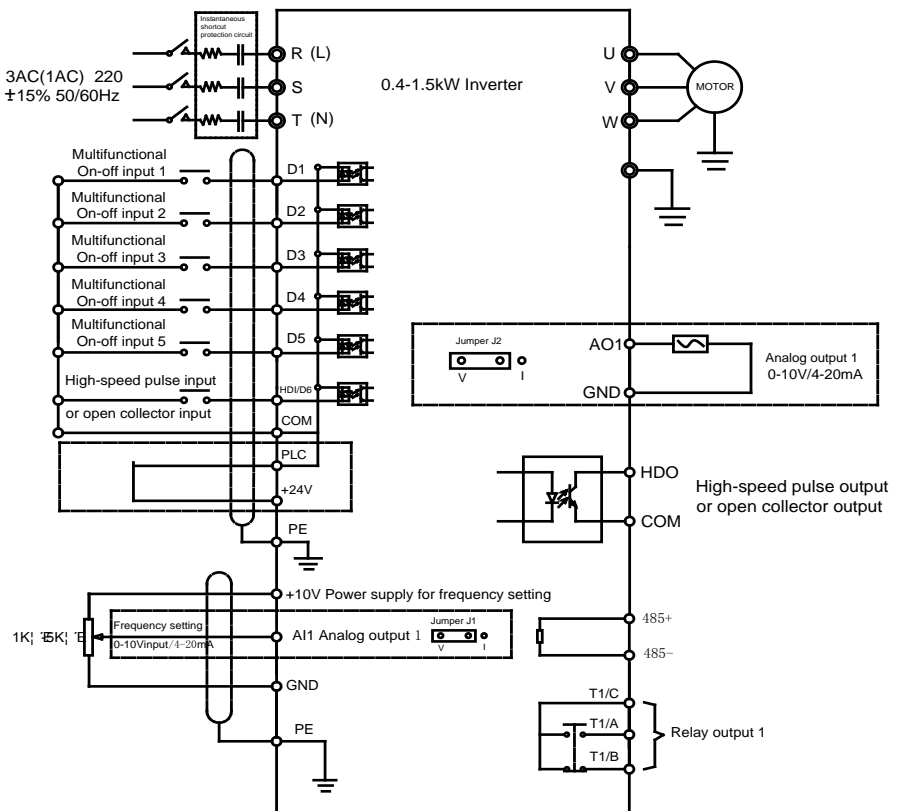 Instantaneous
shortcut
protection circuit
R (L)
S
T (N)
3AC(1AC) 220
±15% 50/60Hz
0.4-1.5kW Inverter
U
V
W
MOTOR
Multifunctional
On-off input 1
D1
Multifunctional
On-off input 2
D2
Multifunctional
On-off input 3
D3
Multifunctional
On-off input 4
D4
Multifunctional
On-off input 5
D5
High-speed pulse input
or open collector input
HDI/D6
COM
PLC
+24V
PE
Jumper J2
V
I
AO1
GND
Analog output 1
0-10V/4-20mA
HDO
COM
High-speed pulse output
or open collector output
+10V Power supply for frequency setting
Frequency setting
0-10Vinput/4-20mA
AI1 Analog output 1
Jumper J1
V
I
GND
PE
485+
485-
T1/C
T1/A
T1/B
Relay output 1